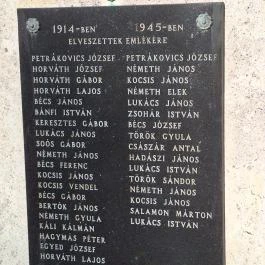 1914-BEN 1945-BEN
ELVESZETTEK EMLÉKÉRE
PETRÁKOVICS JÓZSEF PETRÁKOVICS JÓZSEF
HORVÁTH JÓZSEF NÉMETH JÁNOS
HORVÁTH GÁBOR KOCSIS JÁNOS
HORVÁTH LAJOS NÉMETH ELEK
BÉCS JÁNOS LUKÁCS JÁNOS
BÁNFI ISTVÁN ZSOHÁR ISTVÁN
KERESZTES GÁBOR BÉCS JÓZSEF
LUKÁCS JÁNOS TÖRÖK GYULA
SOÓS GÁBOR CSÁSZÁR ANTAL
NÉMETH JÁNOS HADÁSZI JÁNOS
BÉCS FERENC LUKÁCS ISTVÁN
KOCSIS JÁNOS TÖRÖK SÁNDOR
KOCSIS VENDEL NÉMETH JÁNOS
BÉCS GÁBOR KOCSIS JÁNOS
BERTÓK JÁNOS SALAMON MÁRTON
NÉMETH GYULA LUKÁCS ISTVÁN
KÁLI KÁLMÁN
HAGYMÁS PÉTER
EGYED JÓZSEF
HORVÁTH LAJOS